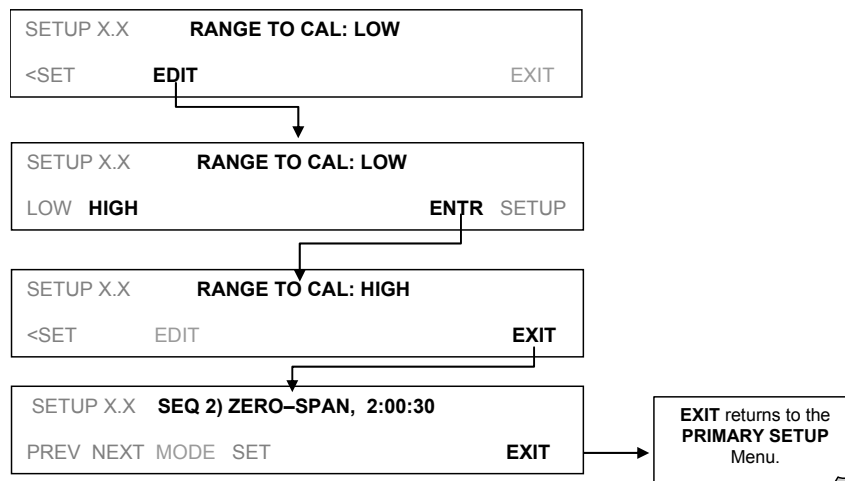 SETUP X.X RANGE TO CAL: LOW
<SET EDIT EXIT
SETUP X.X RANGE TO CAL: LOW
LOW HIGH ENTR SETUP
SETUP X.X RANGE TO CAL: HIGH
<SET EDIT EXIT
SETUP X.X SEQ 2) ZERO–SPAN, 2:00:30
PREV NEXT MODE SET EXIT
EXIT returns to the
PRIMARY SETUP
Menu.